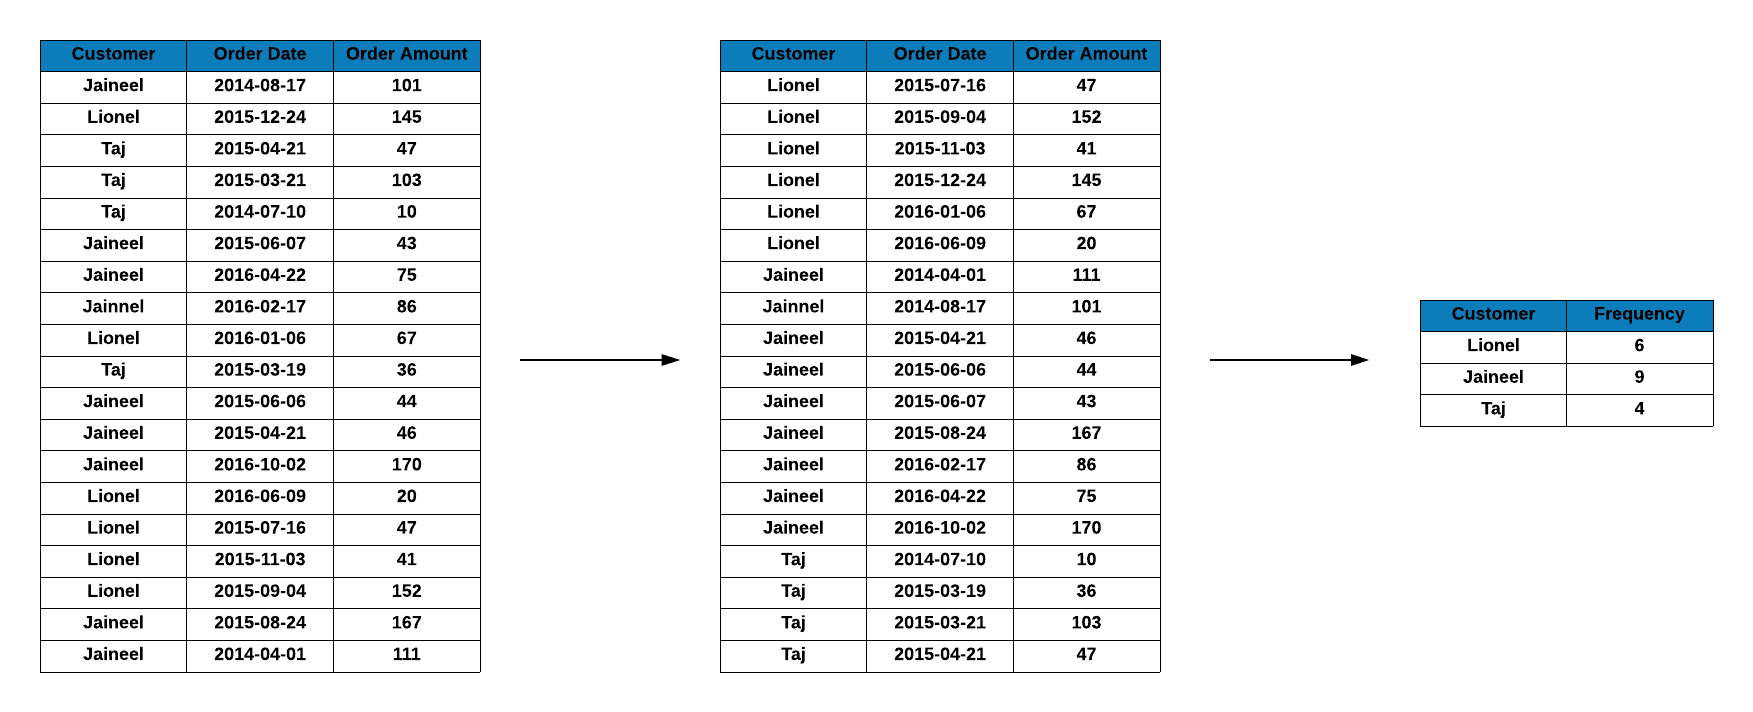 Customer Order Date Order Amount
Jaineel 2014-08-17 101
Lionel 2015-12-24 145
Taj 2015-04-21 47
Taj 2015-03-21 103
Taj 2014-07-10 10
Jaineel 2015-06-07 43
Jaineel 2016-04-22 75
Jainnel 2016-02-17 86
Lionel 2016-01-06 67
Taj 2015-03-19 36
Jaineel 2015-06-06 44
Jaineel 2015-04-21 46
Jaineel 2016-10-02 170
Lionel 2016-06-09 20
Lionel 2015-07-16 47
Lionel 2015-11-03 41
Lionel 2015-09-04 152
Jaineel 2015-08-24 167
Jaineel 2014-04-01 111
Customer Order Date Order Amount
Lionel 2015-07-16 47
Lionel 2015-09-04 152
Lionel 2015-11-03 41
Lionel 2015-12-24 145
Lionel 2016-01-06 67
Lionel 2016-06-09 20
Jaineel 2014-04-01 111
Jainnel 2014-08-17 101
Jaineel 2015-04-21 46
Jaineel 2015-06-06 44
Jaineel 2015-06-07 43
Jaineel 2015-08-24 167
Jaineel 2016-02-17 86
Jaineel 2016-04-22 75
Jaineel 2016-10-02 170
Taj 2014-07-10 10
Taj 2015-03-19 36
Taj 2015-03-21 103
Taj 2015-04-21 47
Customer Frequency
Lionel 6
Jaineel 9
Taj 4